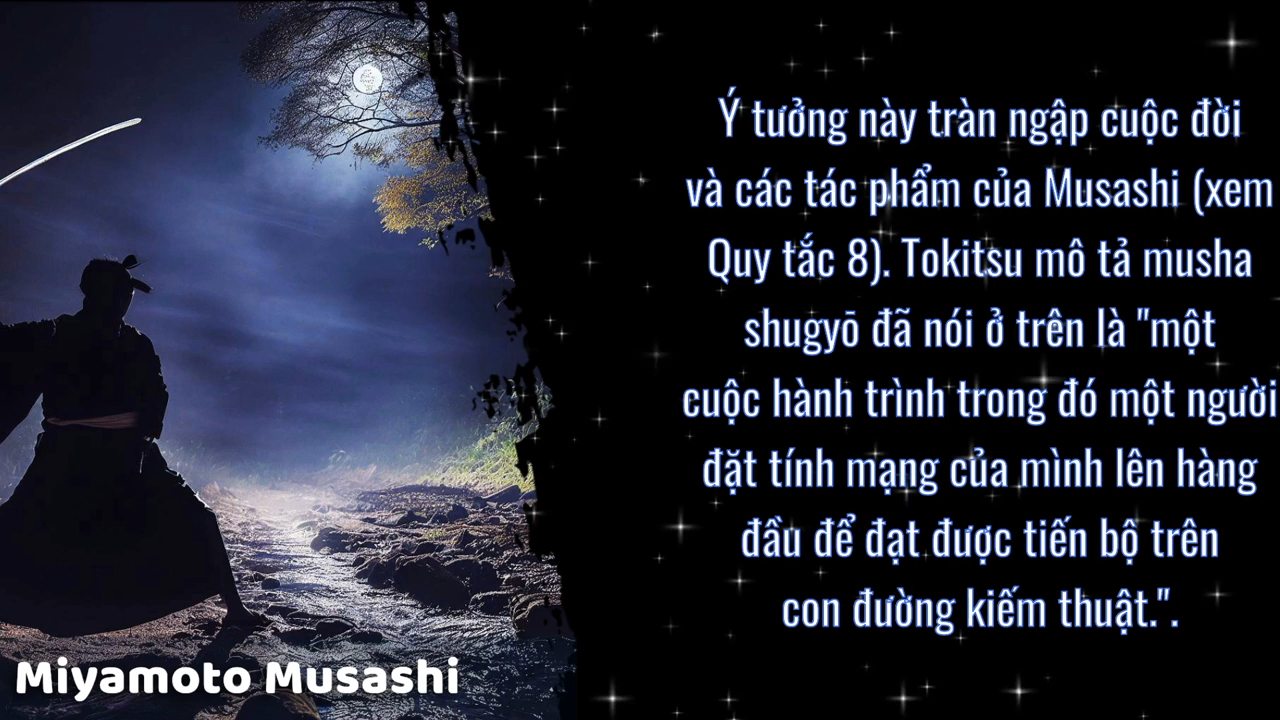 Ý tưởng này tràn ngập cuộc đời
và các tác phẩm của Musashi (xem
Quy tắc 8). Tokitsu mô tả musha
shugyō đã nói ở trên là "một
cuộc hành trình trong đó một người
đặt tính mạng của mình lên hàng
đầu để đạt được tiến bộ trên
con đường kiếm thuật.".
Miyamoto Musashi